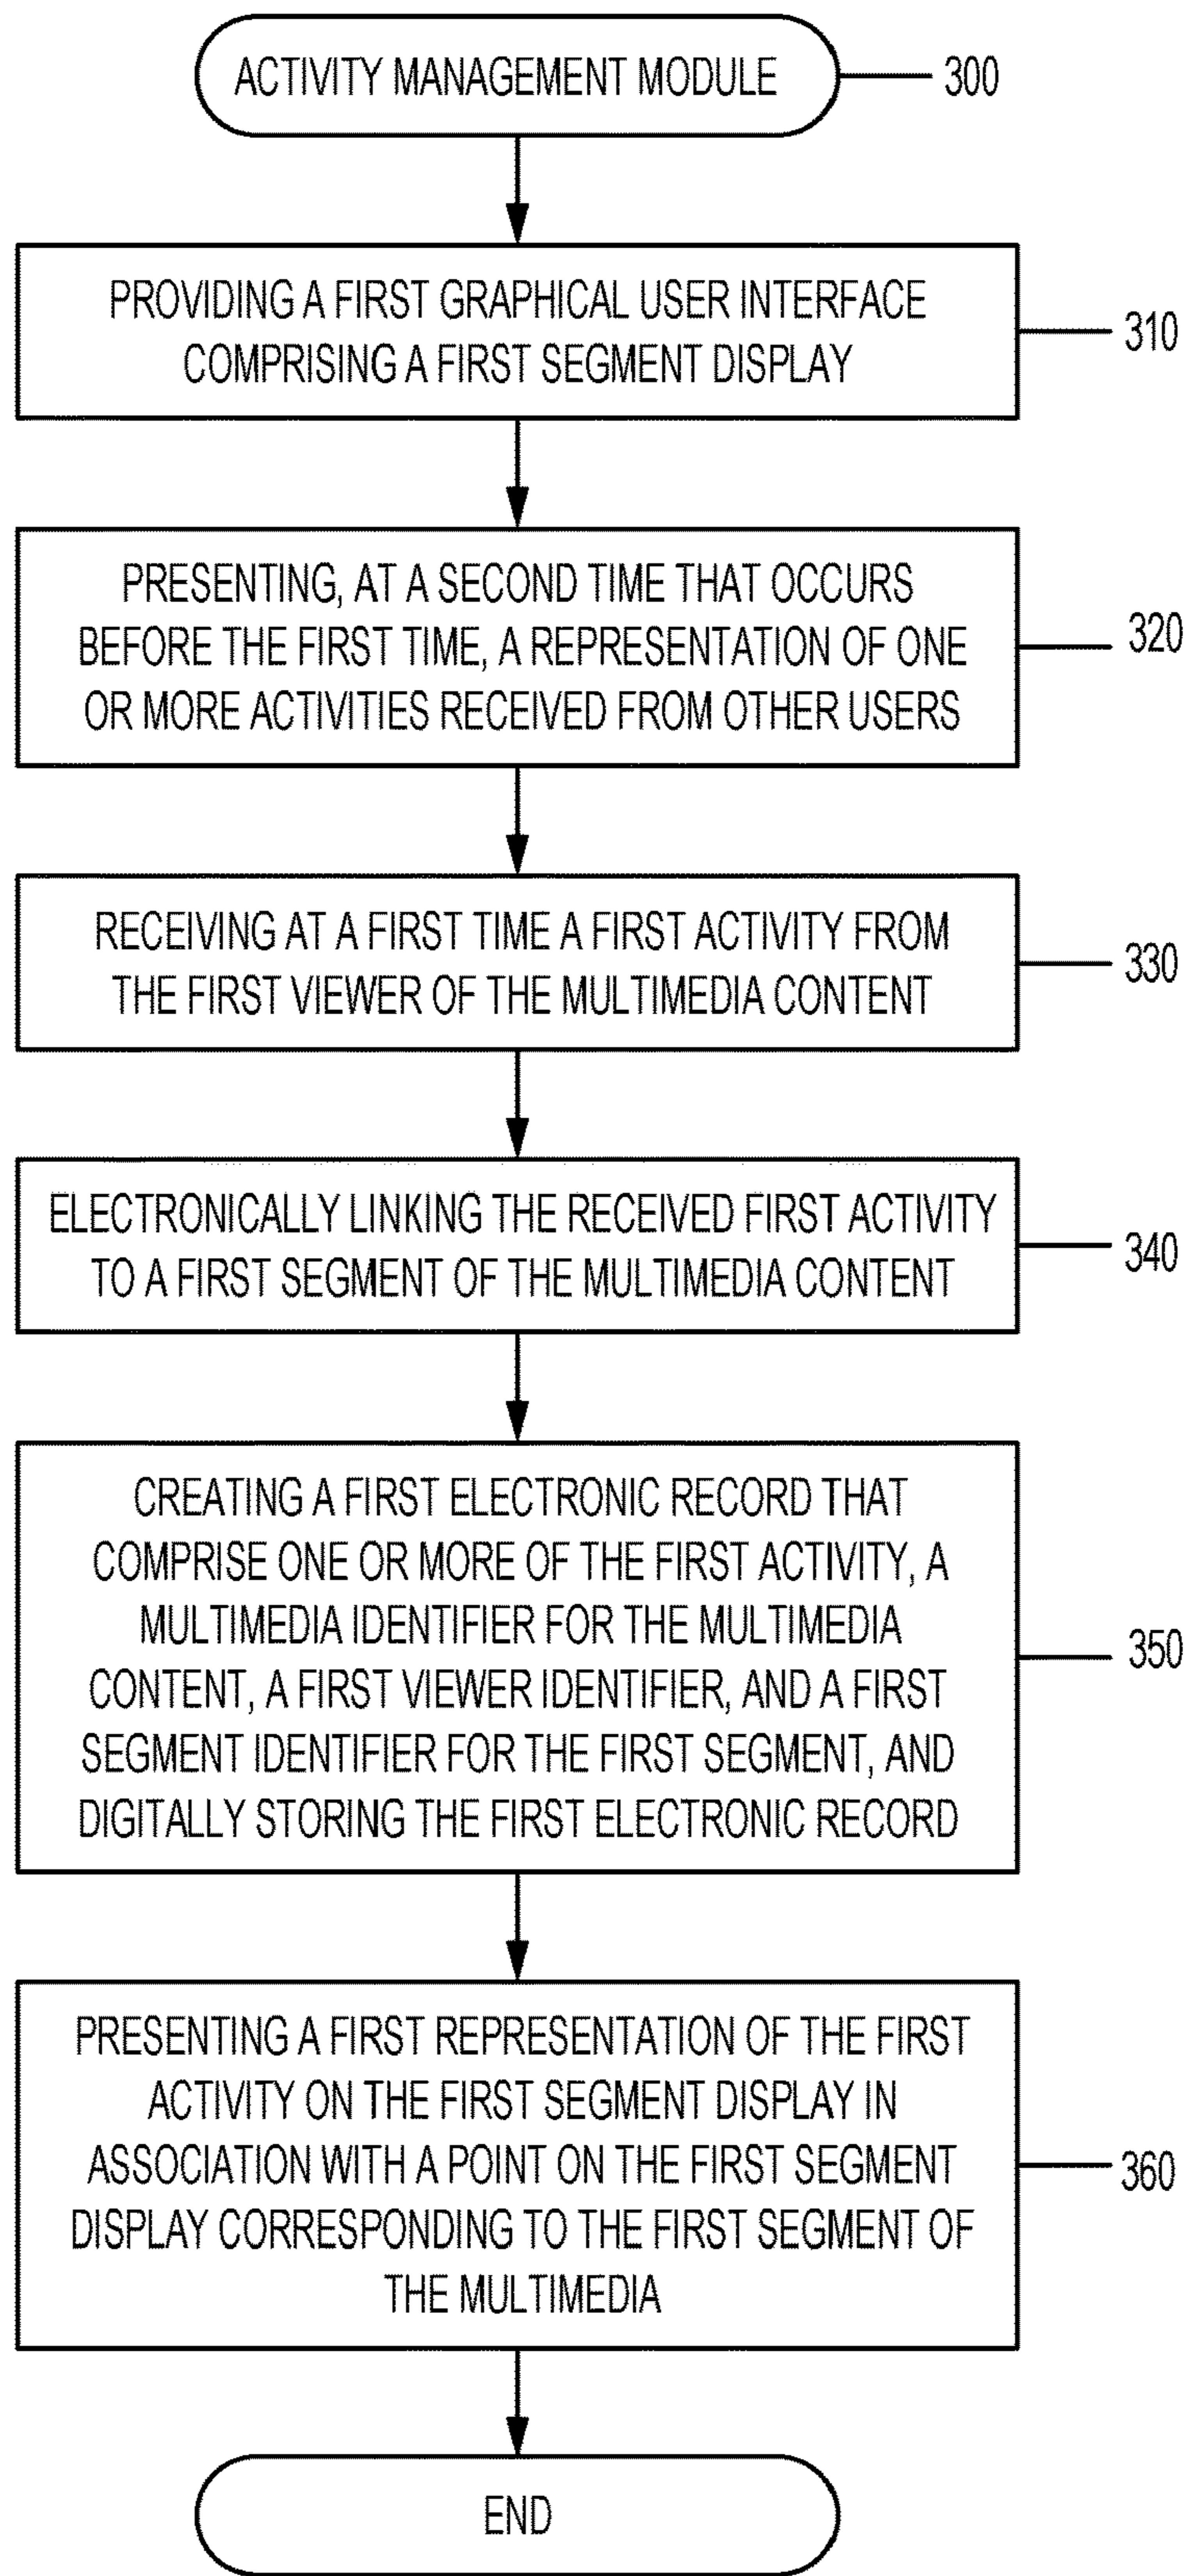 ACTIVITY MANAGEMENT MODULE
300
PROVIDING A FIRST GRAPHICAL USER INTERFACE
COMPRISING A FIRST SEGMENT DISPLAY
310
PRESENTING, AT A SECOND TIME THAT OCCURS
BEFORE THE FIRST TIME, A REPRESENTATION OF ONE
OR MORE ACTIVITIES RECEIVED FROM OTHER USERS
320
RECEIVING AT A FIRST TIME A FIRST ACTIVITY FROM
THE FIRST VIEWER OF THE MULTIMEDIA CONTENT
330
ELECTRONICALLY LINKING THE RECEIVED FIRST ACTIVITY
TO A FIRST SEGMENT OF THE MULTIMEDIA CONTENT
340
CREATING A FIRST ELECTRONIC RECORD THAT
COMPRISE ONE OR MORE OF THE FIRST ACTIVITY, A
MULTIMEDIA IDENTIFIER FOR THE MULTIMEDIA
CONTENT, A FIRST VIEWER IDENTIFIER, AND A FIRST
SEGMENT IDENTIFIER FOR THE FIRST SEGMENT, AND
DIGITALLY STORING THE FIRST ELECTRONIC RECORD
350
PRESENTING A FIRST REPRESENTATION OF THE FIRST
ACTIVITY ON THE FIRST SEGMENT DISPLAY IN
ASSOCIATION WITH A POINT ON THE FIRST SEGMENT
DISPLAY CORRESPONDING TO THE FIRST SEGMENT OF
THE MULTIMEDIA
360
END